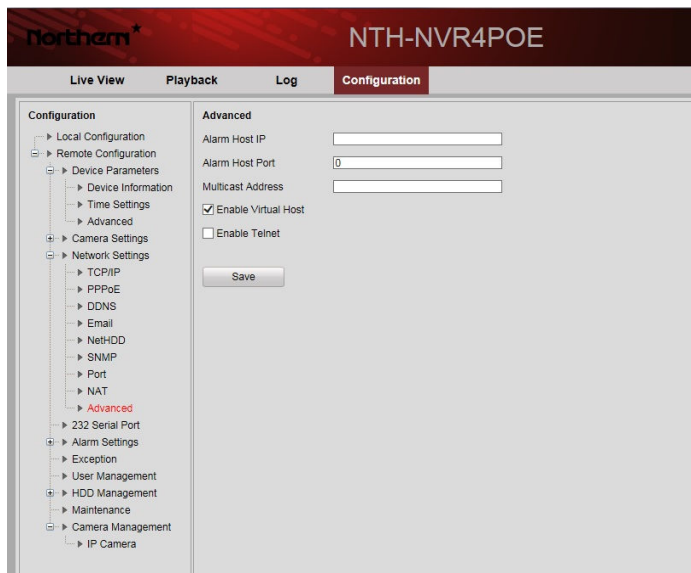 Northern
NTH-NVR4POE
Live View Playback Log Configuration
Configuration
Local Configuration
Remote Configuration
Device Parameters
Device Information
Time Settings
Advanced
Camera Settings
Network Settings
TCP/IP
PPPoE
DDNS
Email
NetHDD
SNMP
Port
NAT
Advanced
232 Serial Port
Alarm Settings
Exception
User Management
HDD Management
Maintenance
Camera Management
IP Camera
Advanced
Alarm Host IP
Alarm Host Port 0
Multicast Address
Enable Virtual Host
Enable Telnet
Save